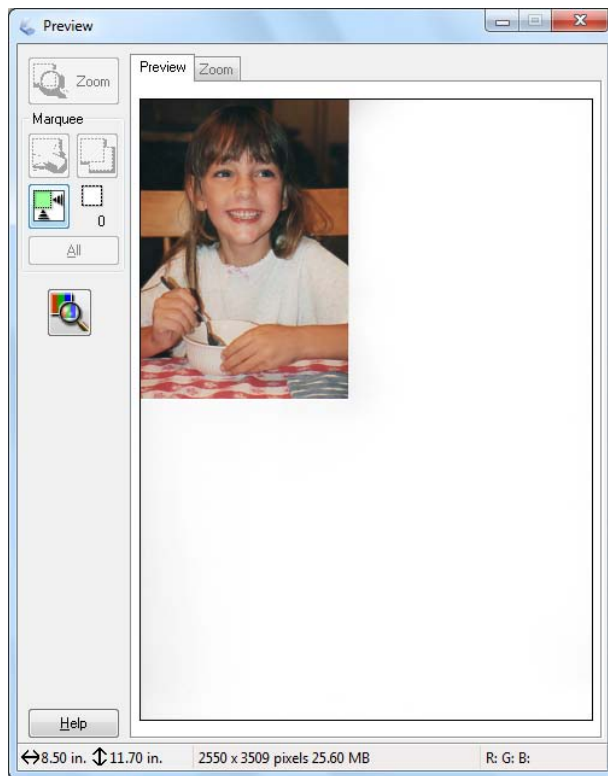 Preview
Zoom
Preview
Zoom
Marquee
0
All
Help
8.50 in.
11.70 in.
2550 x 3509 pixels 25.60 MB
R: G: B: